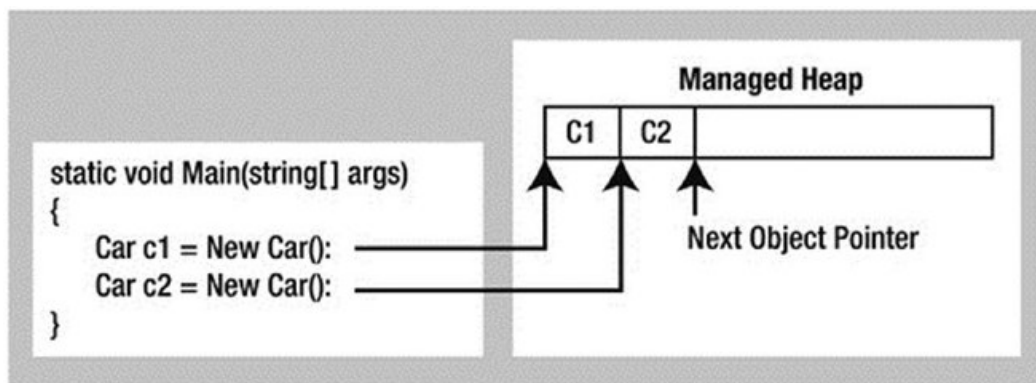 static void Main(string[] args)
{
Car c1 = New Car():
Car c2 = New Car():
}
Managed Heap
C1 C2
Next Object Pointer